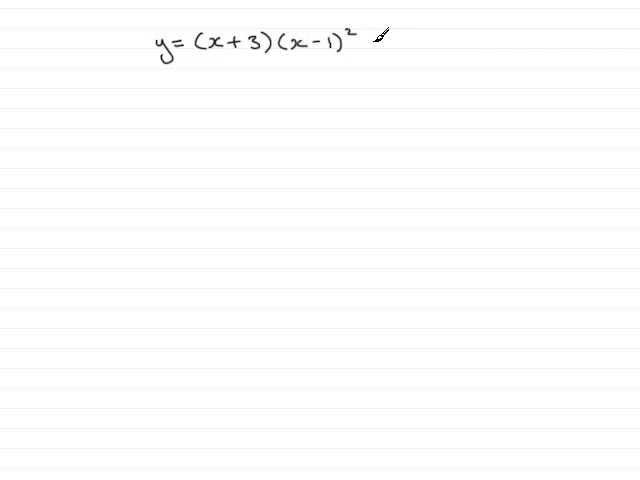 y = (x + 3)(x - 1)²